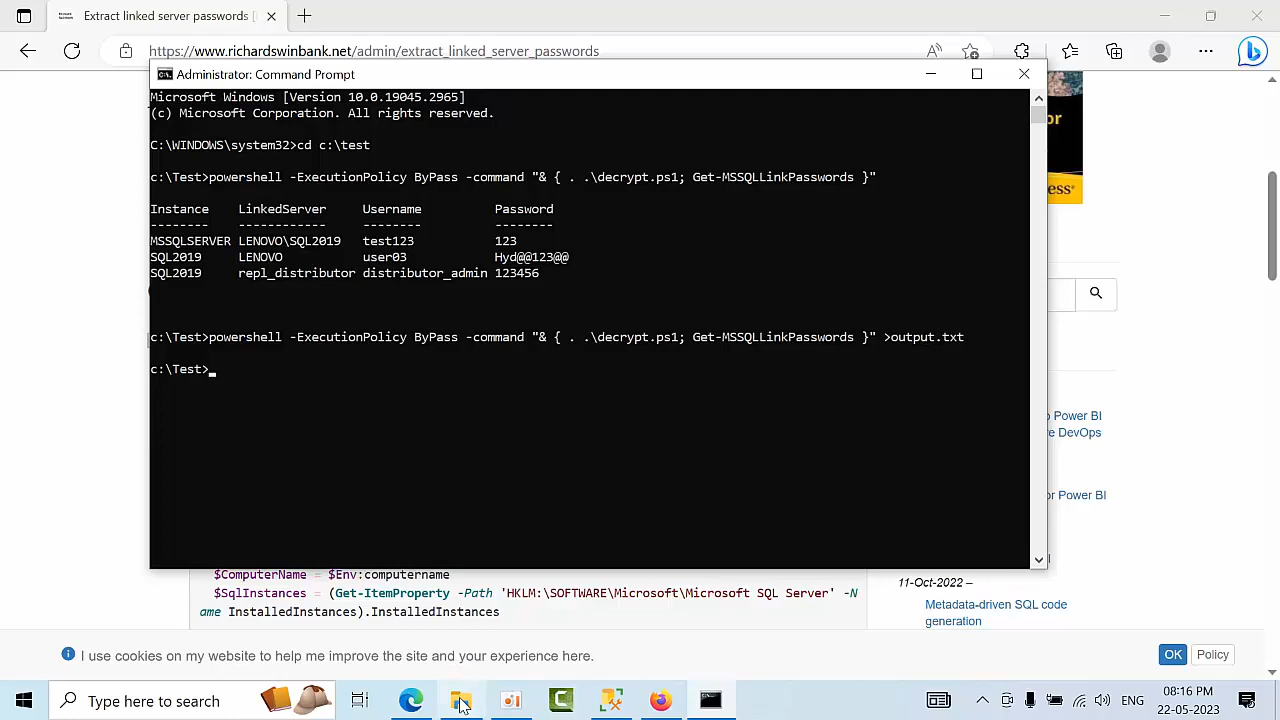 Extract linked server passwords [
https://www.richardswinbank.net/admin/extract_linked_server_passwords
Administrator: Command Prompt
Microsoft Windows [Version 10.0.19045.2965]
(c) Microsoft Corporation. All rights reserved.
C:\WINDOWS\system32>cd c:\test
c:\Test>powershell -ExecutionPolicy ByPass -command "& { . .\decrypt.ps1; Get-MSSQLLinkPasswords }"
Instance LinkedServer Username Password
-------- ------------ -------- --------
MSSQLSERVER LENOVO\SQL2019 test123 123
SQL2019 LENOVO user03 Hyd@@123@@
SQL2019 repl_distributor distributor_admin 123456
c:\Test>powershell -ExecutionPolicy ByPass -command "& { . .\decrypt.ps1; Get-MSSQLLinkPasswords }" >output.txt
c:\Test>
or
ess®
Power BI
e DevOps
or Power BI
11-Oct-2022 –
Metadata-driven SQL code
generation
$ComputerName = $Env:computername
$SqlInstances = (Get-ItemProperty -Path 'HKLM:\SOFTWARE\Microsoft\Microsoft SQL Server' -N
ame InstalledInstances).InstalledInstances
I use cookies on my website to help me improve the site and your experience here.
OK
Policy
Type here to search
ENG
08:16 PM
22-05-2023